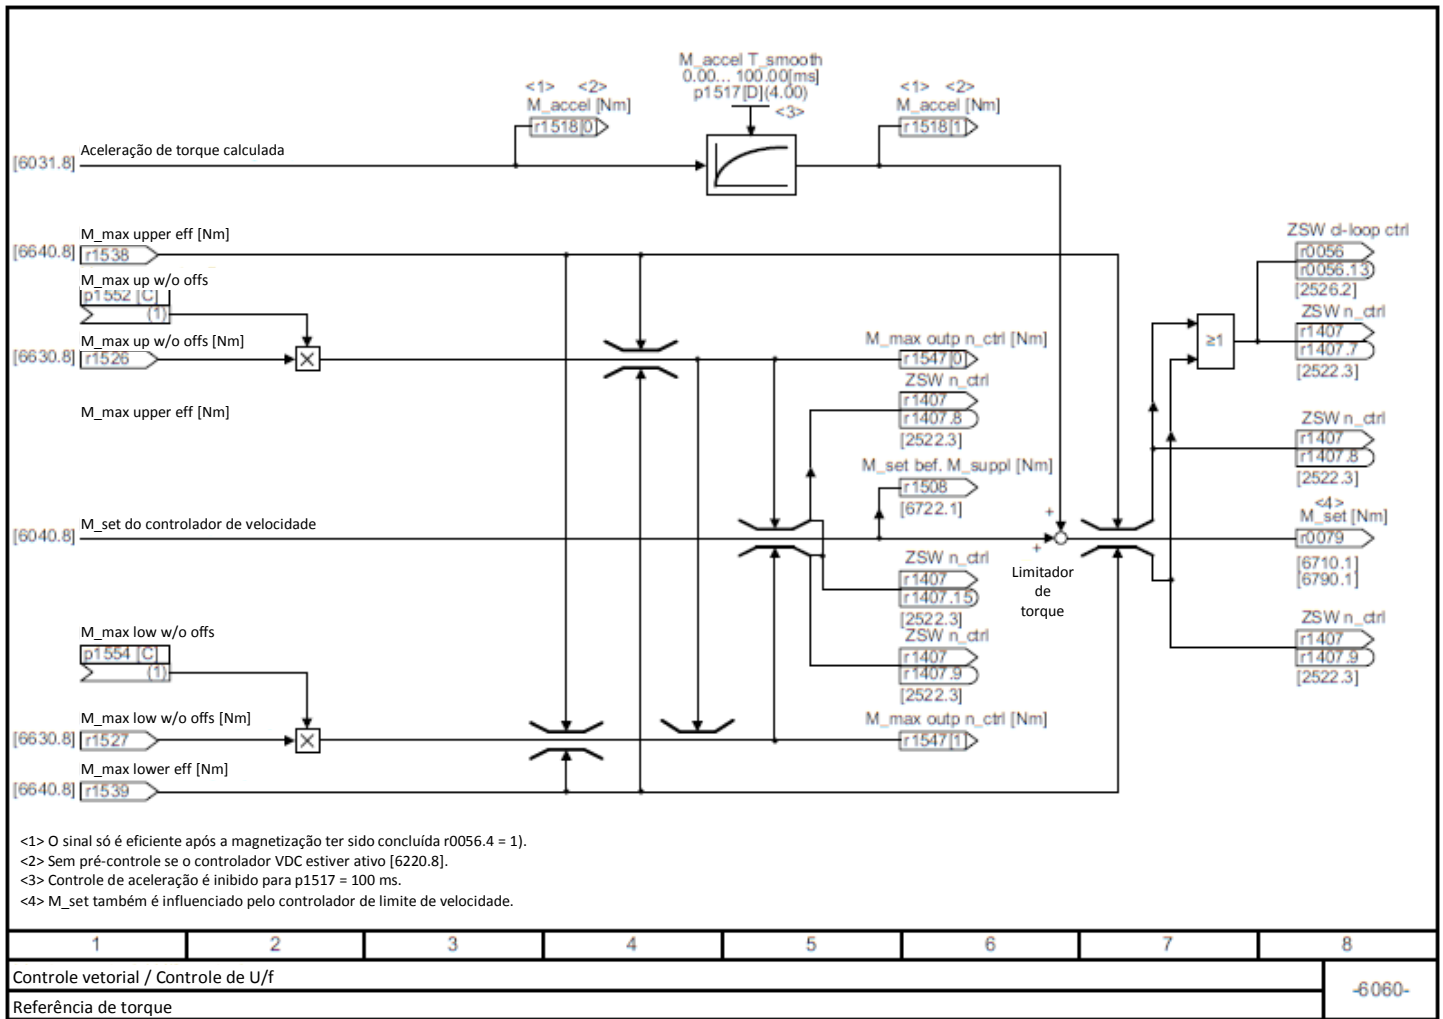 M_accel T_smooth
0.00... 100.00[ms]
p1517[D](4.00)
<3>
<1> <2>
M_accel [Nm]
r1518[0]
<1> <2>
M_accel [Nm]
r1518[1]
[6031.8] Aceleração de torque calculada
M_max upper eff [Nm]
[6640.8] r1538
M_max up w/o offs
p1552 [C]
(1)
M_max up w/o offs [Nm]
[6630.8] r1526
M_max upper eff [Nm]
M_max outp n_ctrl [Nm]
r1547[0]
ZSW n_ctrl
r1407
r1407.8
[2522.3]
M_set bef. M_suppl [Nm]
r1508
[6722.1]
M_set do controlador de velocidade
[6040.8]
+
+
Limitador
de
torque
ZSW n_ctrl
r1407
r1407.15
[2522.3]
ZSW n_ctrl
r1407
r1407.9
[2522.3]
M_max outp n_ctrl [Nm]
r1547[1]
ZSW cl-loop ctrl
r0056
r0056.13
[2526.2]
ZSW n_ctrl
r1407
r1407.7
[2522.3]
≥1
ZSW n_ctrl
r1407
r1407.8
[2522.3]
<4>
M_set [Nm]
r0079
[6710.1]
[6790.1]
ZSW n_ctrl
r1407
r1407.9
[2522.3]
M_max low w/o offs
p1554 [C]
(1)
M_max low w/o offs [Nm]
[6630.8] r1527
M_max lower eff [Nm]
[6640.8] r1539
<1> O sinal só é eficiente após a magnetização ter sido concluída r0056.4 = 1).
<2> Sem pré-controle se o controlador VDC estiver ativo [6220.8].
<3> Controle de aceleração é inibido para p1517 = 100 ms.
<4> M_set também é influenciado pelo controlador de limite de velocidade.
1 2 3 4 5 6 7 8
Controle vetorial / Controle de U/f
Referência de torque
-6060-